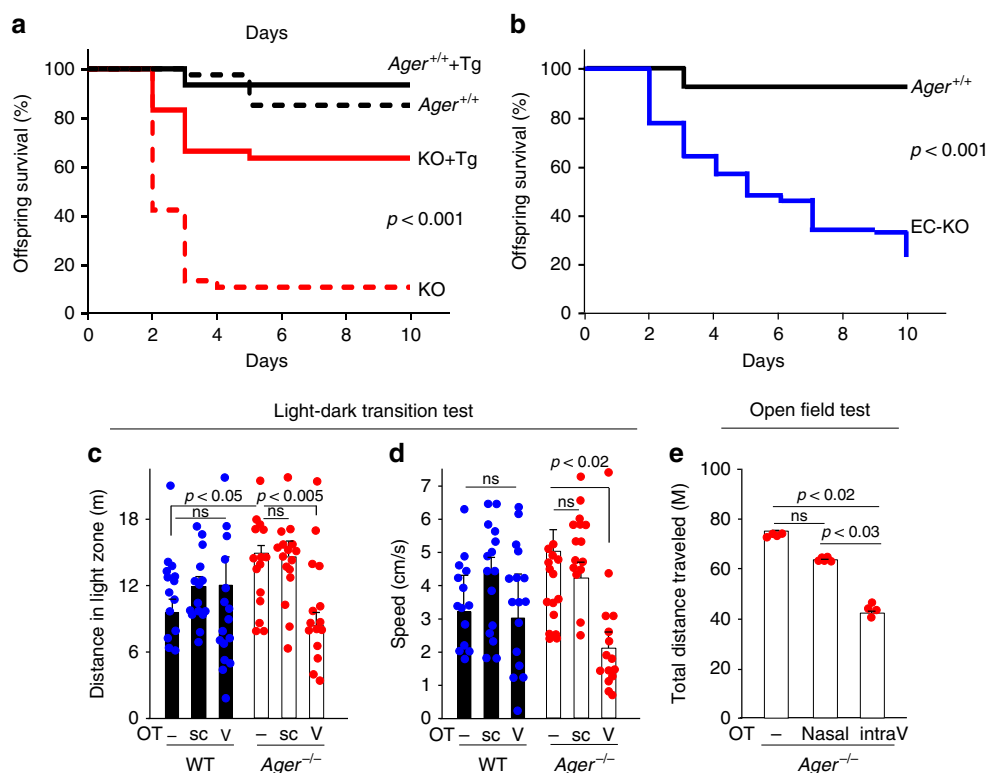 a
Days
Offspring survival (%)
100
80
60
40
20
0
Ager+/++Tg
Ager+/+
KO+Tg
p < 0.001
KO
0 2 4 6 8 10
Days
b
Offspring survival (%)
100
80
60
40
20
0
Ager+/+
p < 0.001
EC-KO
0 2 4 6 8 10
Days
Light-dark transition test
Open field test
c
Distance in light zone (m)
18
12
6
0
p < 0.05
p < 0.005
ns
ns
OT – sc V – sc V
WT Ager–/–
d
Speed (cm/s)
7
6
5
4
3
2
1
0
p < 0.02
ns
ns
OT – sc V – sc V
WT Ager–/–
e
Total distance traveled (M)
100
80
60
40
20
0
p < 0.02
ns
p < 0.03
OT – Nasal intraV
Ager–/–